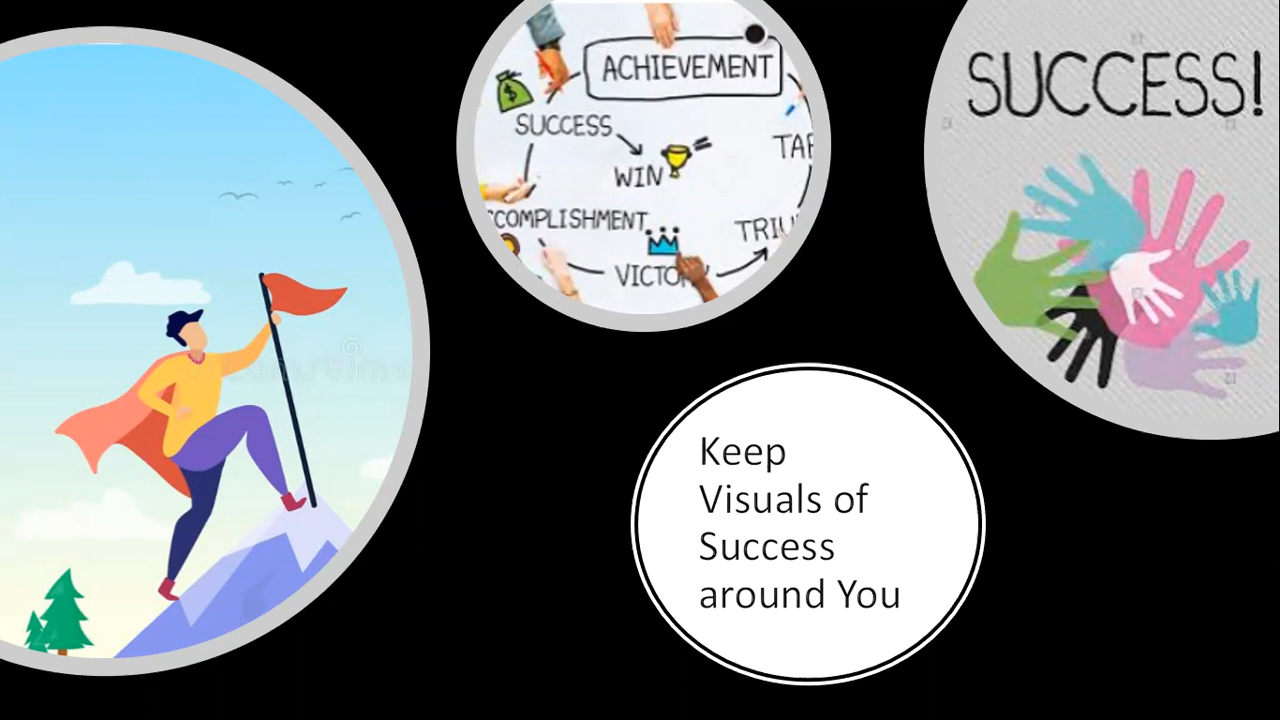 ACHIEVEMENT
SUCCESS
WIN
VICTORY
SUCCESS!
Keep
Visuals of
Success
around You